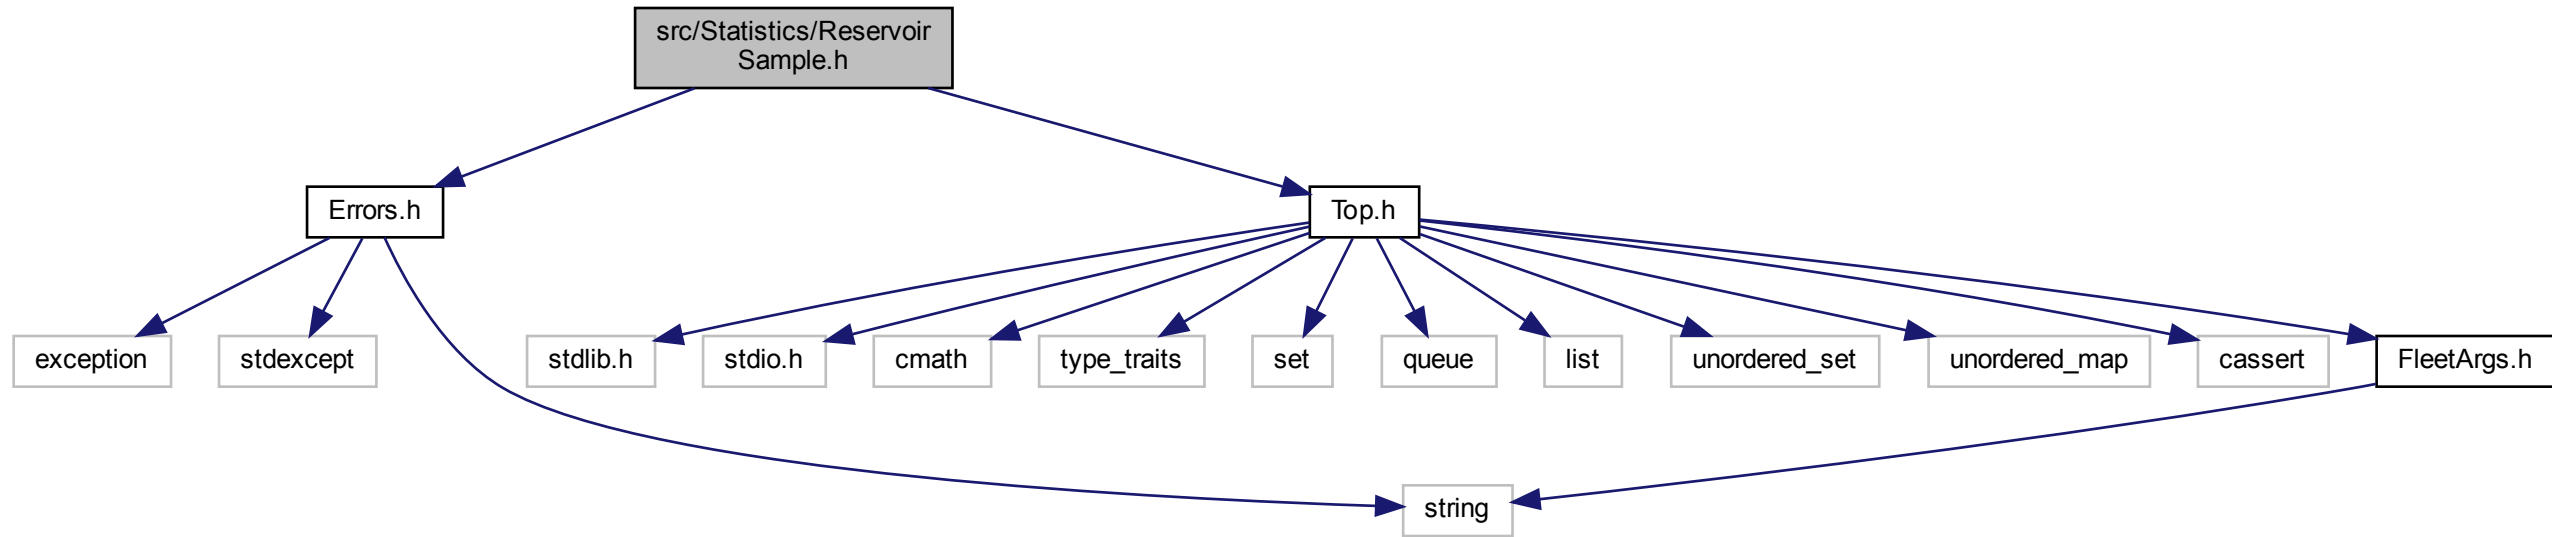 src/Statistics/Reservoir
Sample.h
Errors.h
Top.h
exception
stdexcept
stdlib.h
stdio.h
cmath
type_traits
set
queue
list
unordered_set
unordered_map
cassert
FleetArgs.h
string